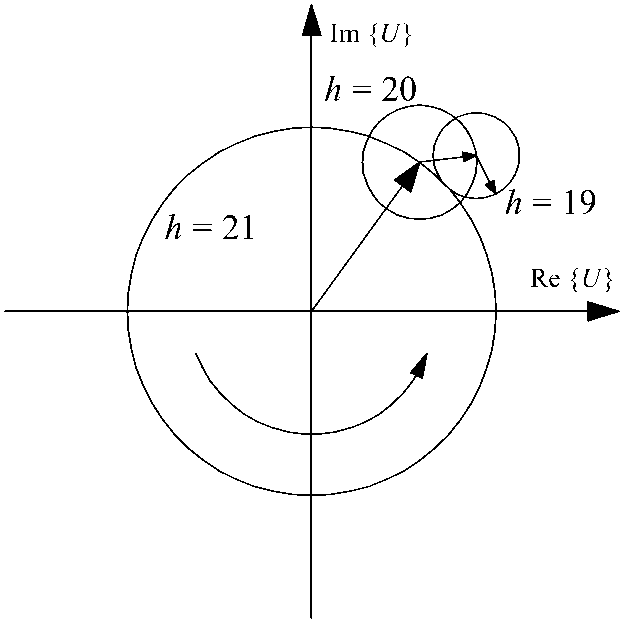 Im {U}
h = 20
h = 19
h = 21
Re {U}